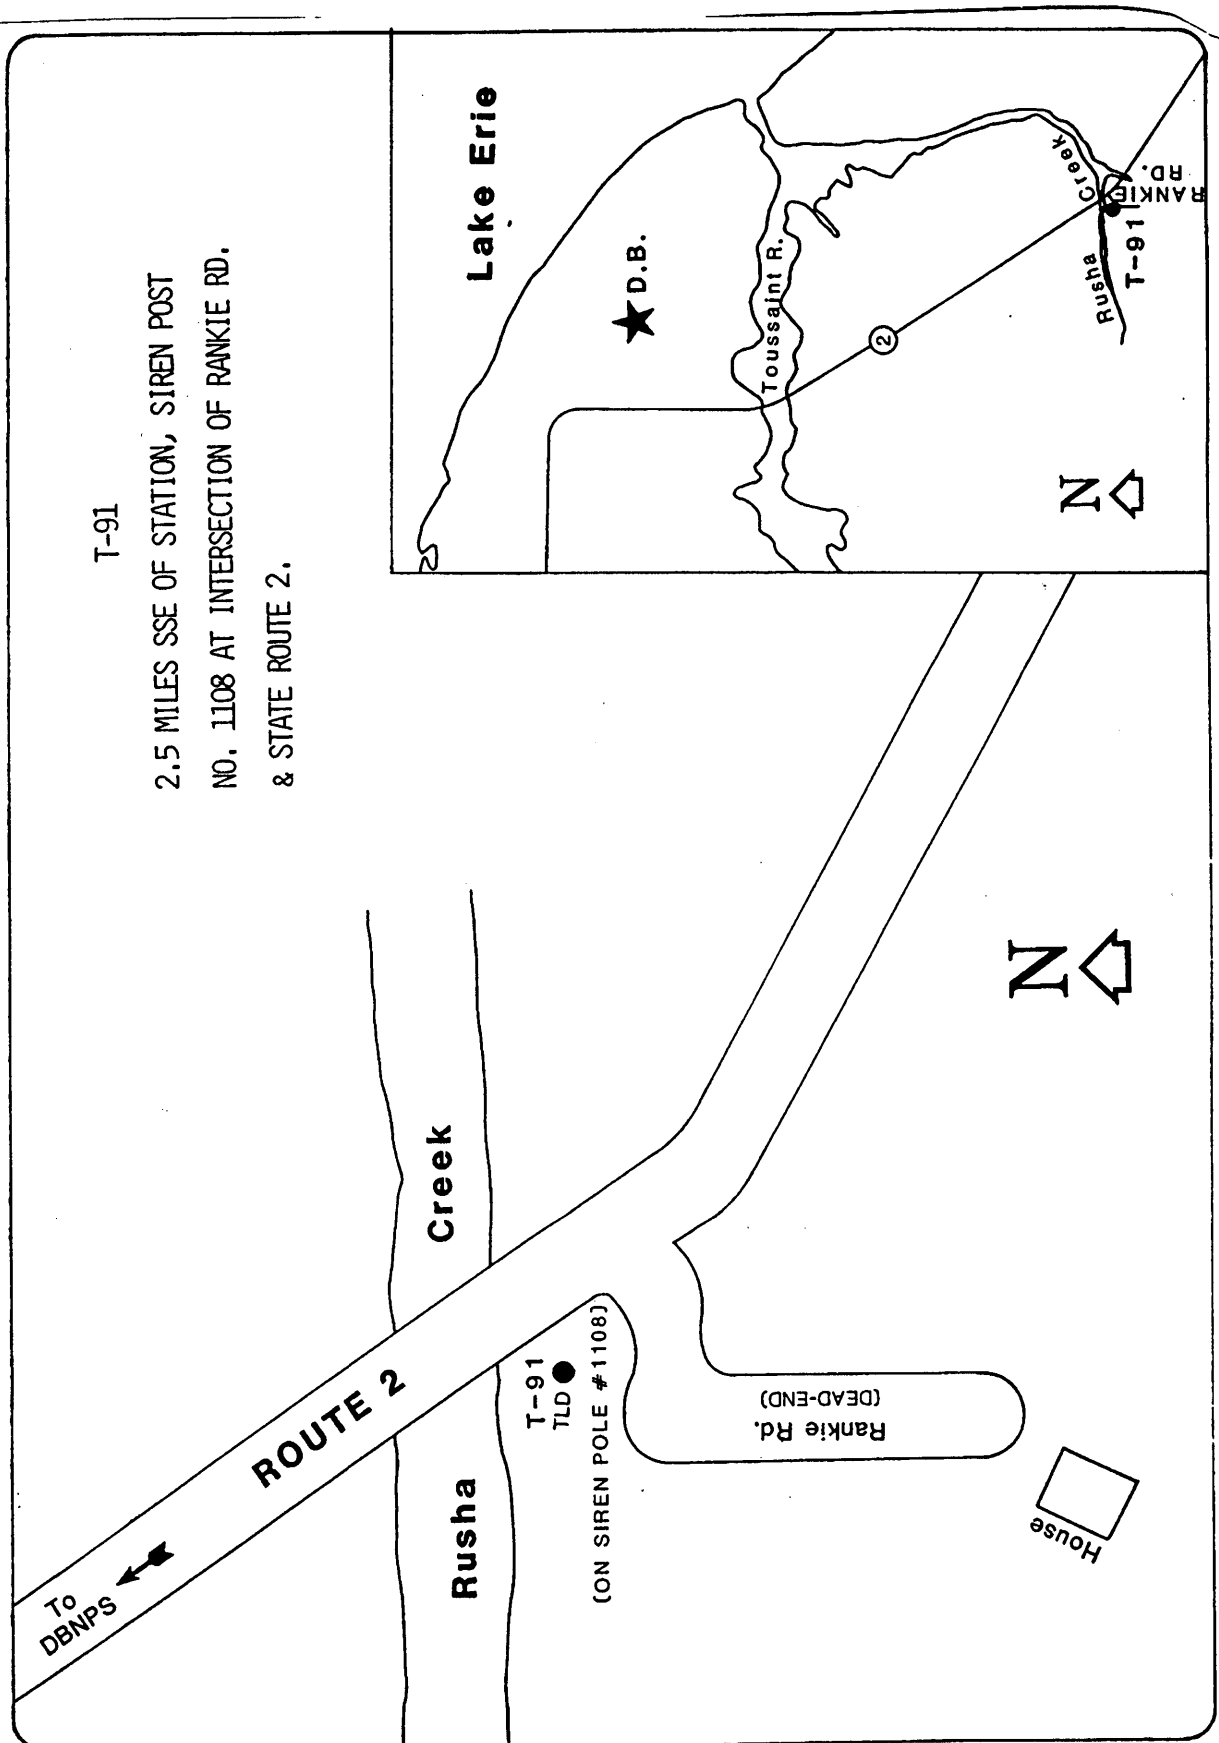 T-91
2.5 MILES SSE OF STATION, SIREN POST
NO. 1108 AT INTERSECTION OF RANKIE RD.
& STATE ROUTE 2.
Lake Erie
D.B.
Toussaint R.
2
Rusha
Creek
T-91
RANKIE
RD.
N
To
DBNPS
ROUTE 2
Rusha
Creek
T-91
TLD
(ON SIREN POLE #1108)
Rankie Rd.
(DEAD-END)
House
N